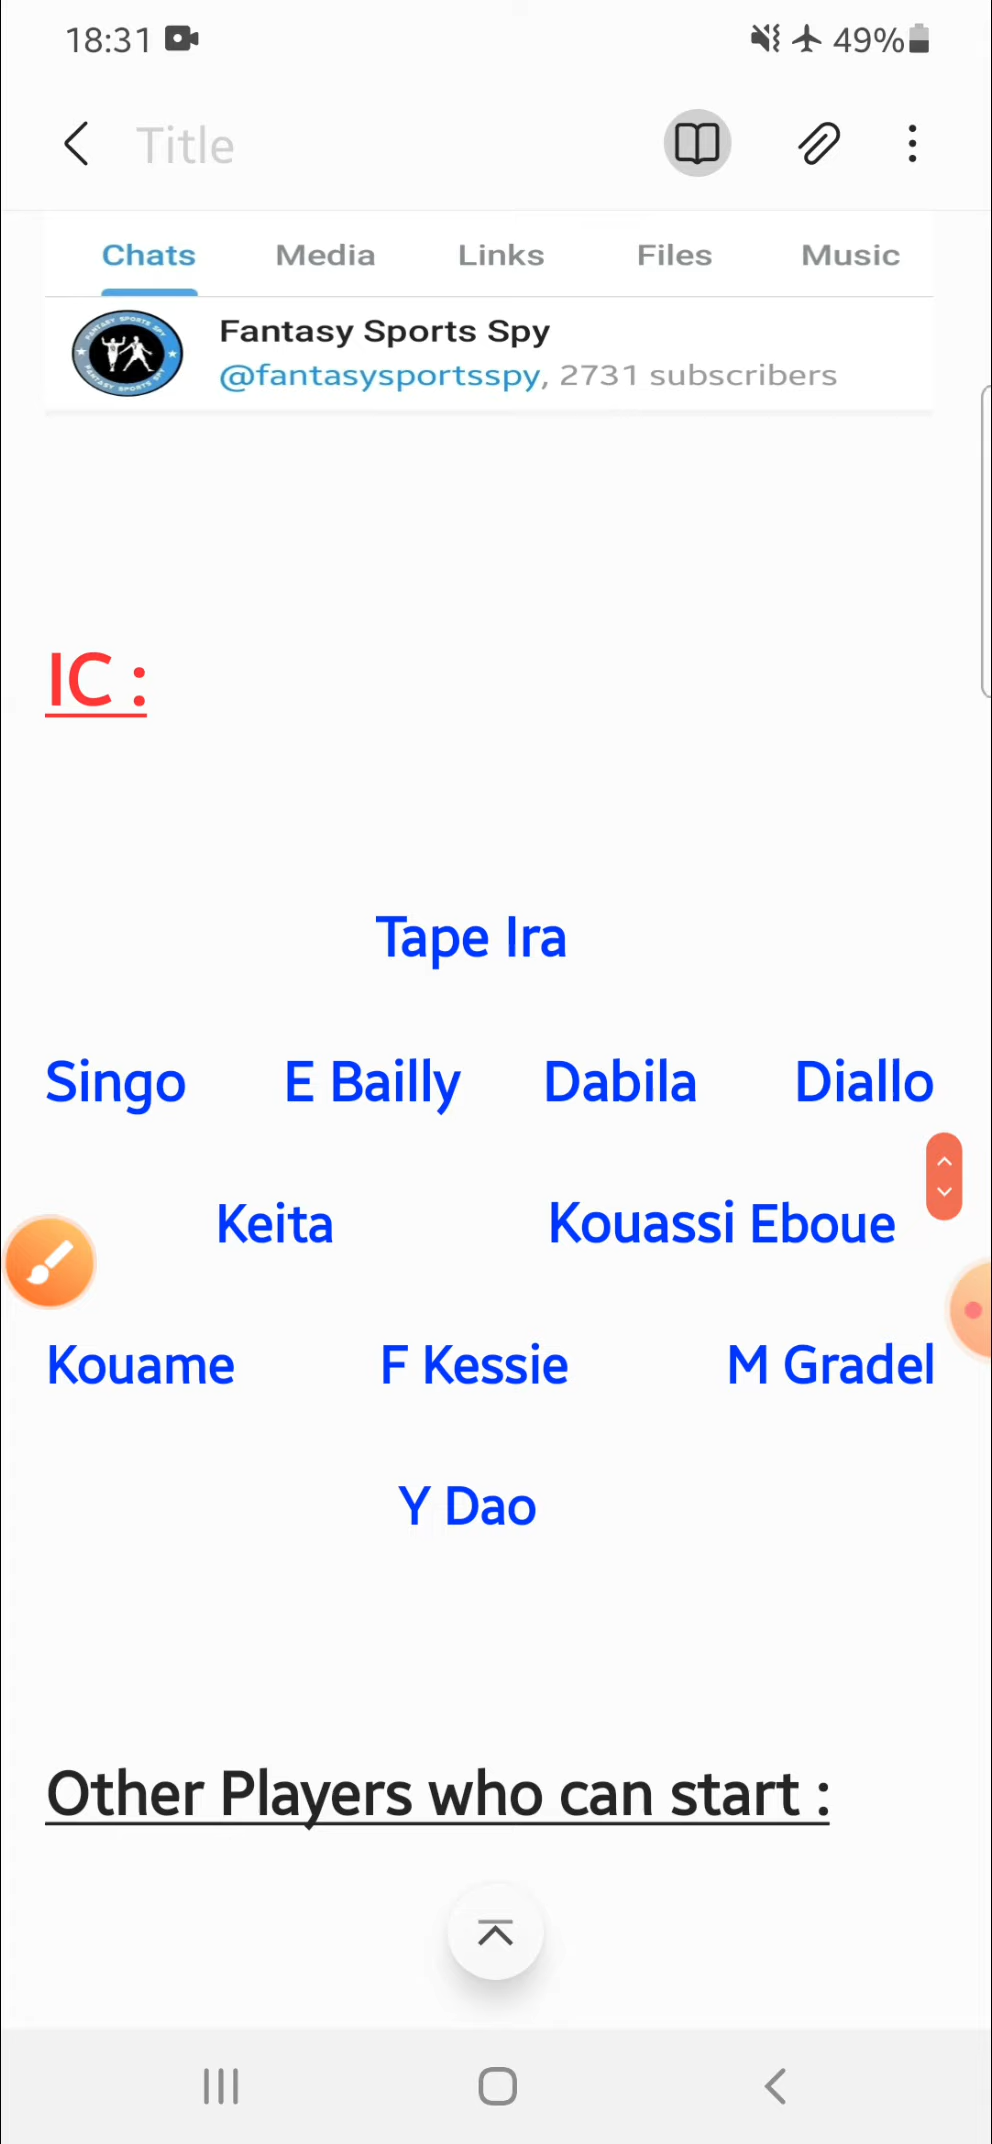 18:31 49%
Title
Chats Media Links Files Music
Fantasy Sports Spy
@fantasysportsspy, 2731 subscribers
IC :
Tape Ira
Singo E Bailly Dabila Diallo
Keita Kouassi Eboue
Kouame F Kessie M Gradel
Y Dao
Other Players who can start :